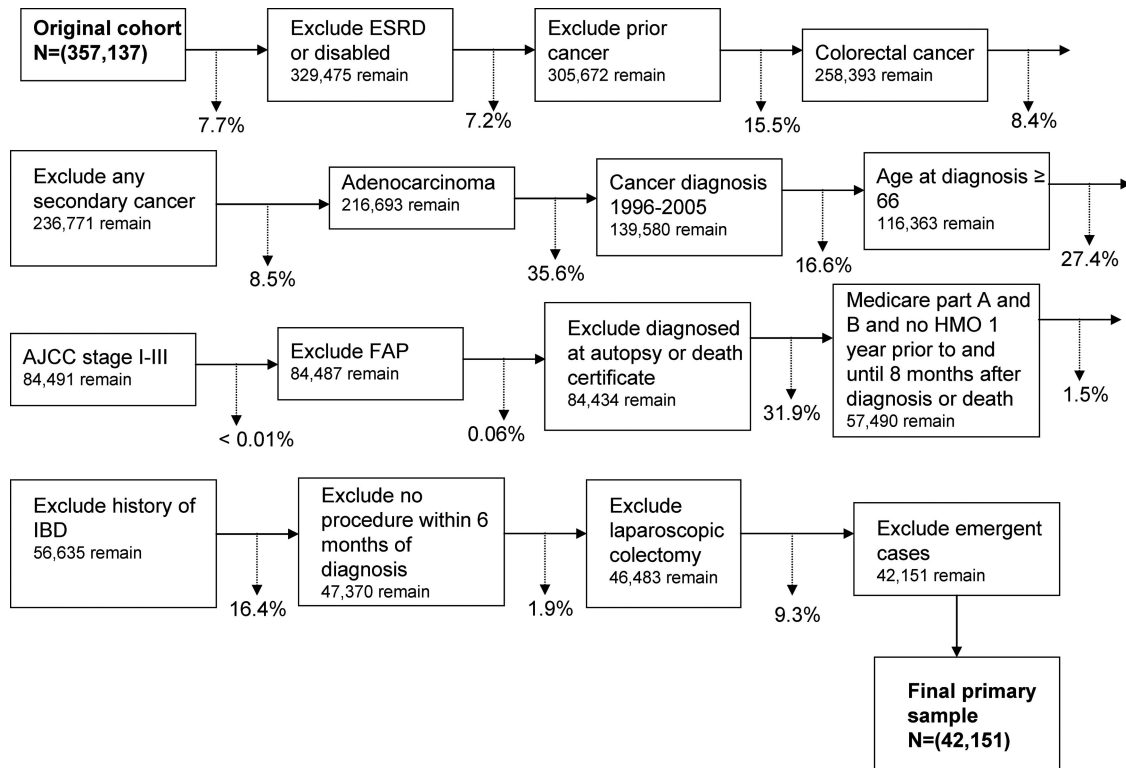 Original cohort
N=(357,137)
Exclude ESRD
or disabled
329,475 remain
Exclude prior
cancer
305,672 remain
Colorectal cancer
258,393 remain
7.7%
7.2%
15.5%
8.4%
Exclude any
secondary cancer
236,771 remain
Adenocarcinoma
216,693 remain
Cancer diagnosis
1996-2005
139,580 remain
Age at diagnosis ≥
66
116,363 remain
8.5%
35.6%
16.6%
27.4%
AJCC stage I-III
84,491 remain
Exclude FAP
84,487 remain
Exclude diagnosed
at autopsy or death
certificate
84,434 remain
Medicare part A and
B and no HMO 1
year prior to and
until 8 months after
diagnosis or death
57,490 remain
< 0.01%
0.06%
31.9%
1.5%
Exclude history of
IBD
56,635 remain
Exclude no
procedure within 6
months of
diagnosis
47,370 remain
Exclude
laparoscopic
colectomy
46,483 remain
Exclude emergent
cases
42,151 remain
16.4%
1.9%
9.3%
Final primary
sample
N=(42,151)